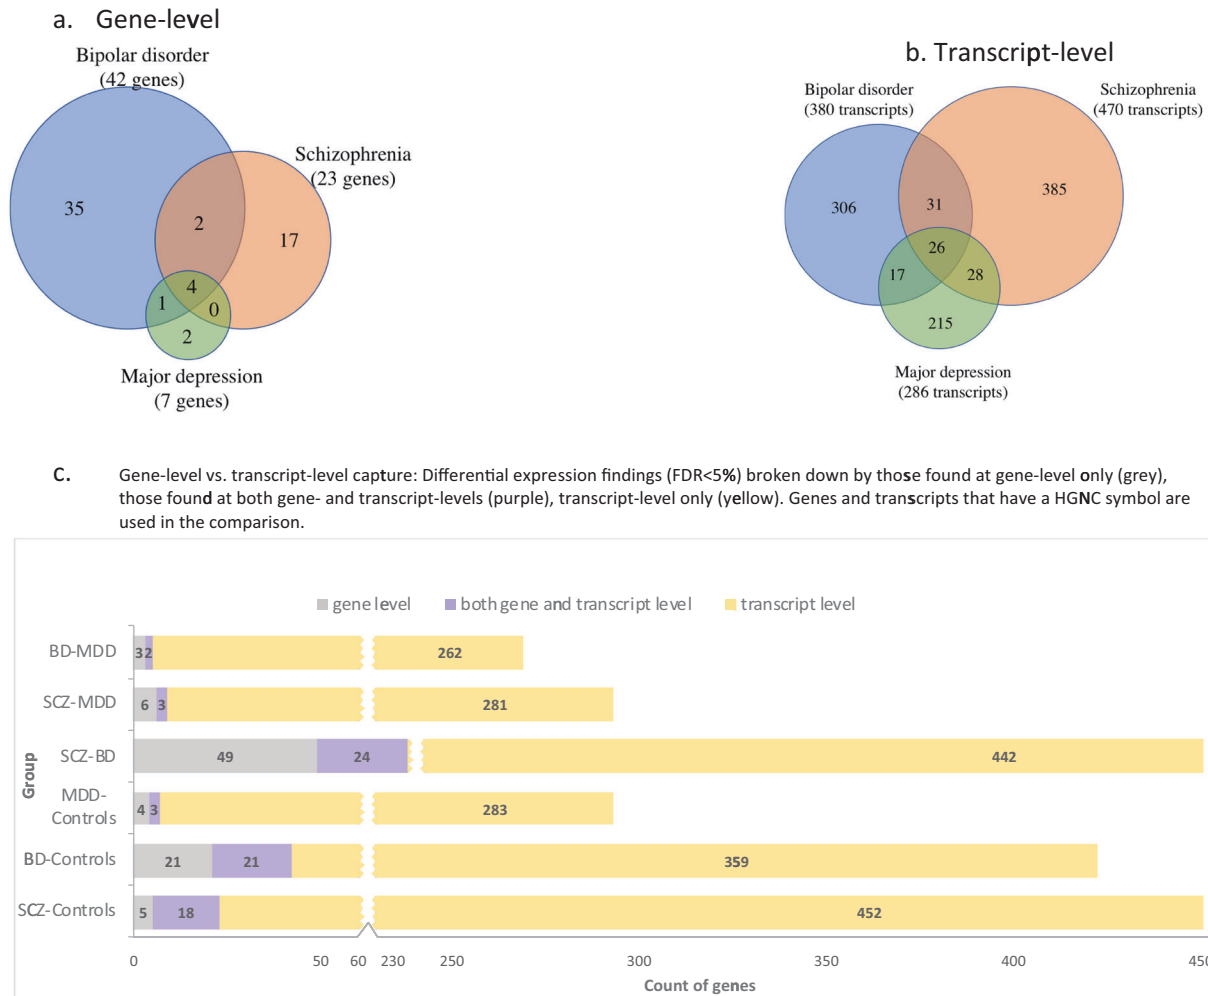 a. Gene-level
Bipolar disorder
(42 genes)
Schizophrenia
(23 genes)
35
2
17
4
1
0
2
Major depression
(7 genes)
b. Transcript-level
Bipolar disorder
(380 transcripts)
Schizophrenia
(470 transcripts)
306
31
385
26
17
28
215
Major depression
(286 transcripts)
c. Gene-level vs. transcript-level capture: Differential expression findings (FDR<5%) broken down by those found at gene-level only (grey),
those found at both gene- and transcript-levels (purple), transcript-level only (yellow). Genes and transcripts that have a HGNC symbol are
used in the comparison.
gene level both gene and transcript level transcript level
Group
BD-MDD 3 2 262
SCZ-MDD 6 3 281
SCZ-BD 49 24 442
MDD-
Controls 4 3 283
BD-Controls 21 21 359
SCZ-Controls 5 18 452
0 50 60 230 250 300 350 400 450
Count of genes